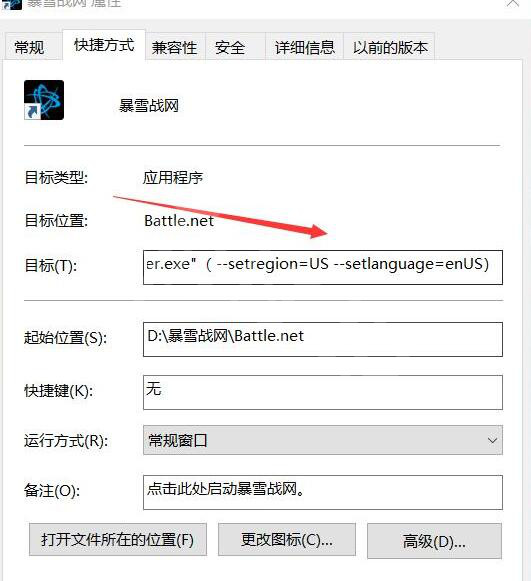 暴雪战网 属性
常规 快捷方式 兼容性 安全 详细信息 以前的版本
暴雪战网
目标类型: 应用程序
目标位置: Battle.net
目标(T): er.exe" ( --setregion=US --setlanguage=enUS)
起始位置(S): D:\暴雪战网\Battle.net
快捷键(K): 无
运行方式(R): 常规窗口
备注(O): 点击此处启动暴雪战网。
打开文件所在的位置(F) 更改图标(C)... 高级(D)...